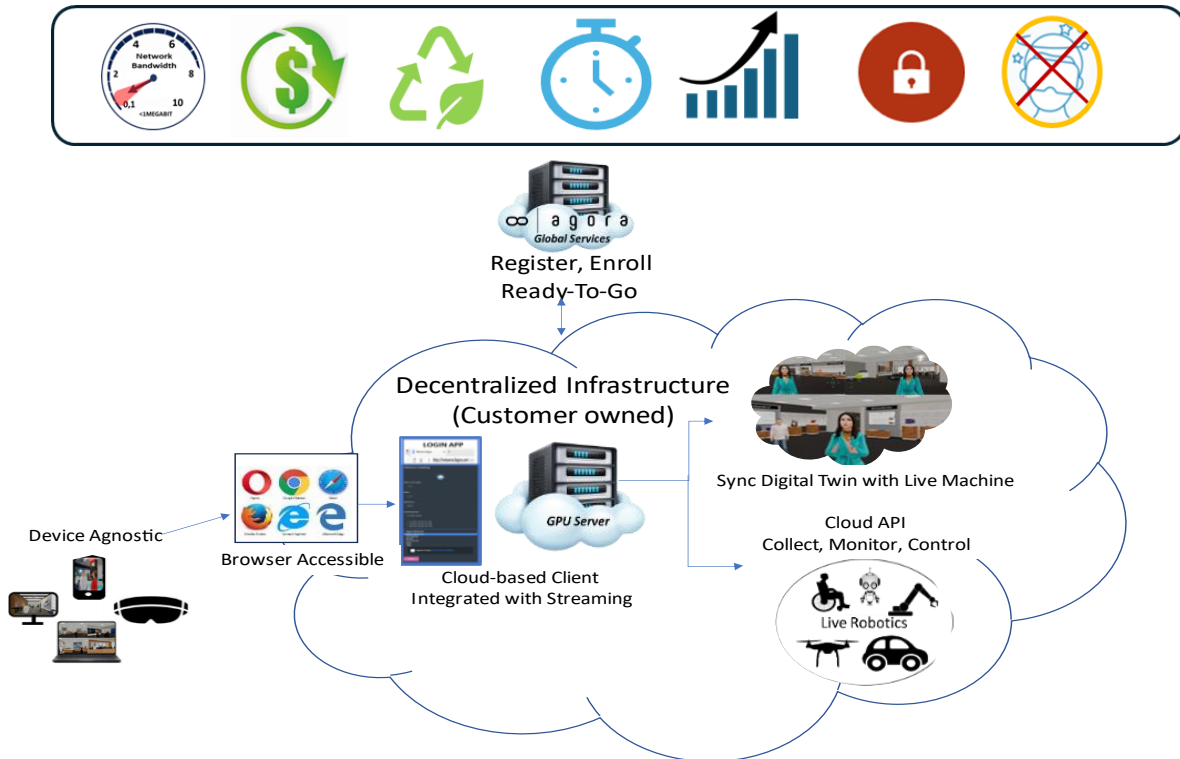 4
6
Network
Bandwidth
2
8
0,1
10
<1MEGABIT
∞ | agora
Global Services
Register, Enroll
Ready-To-Go
Decentralized Infrastructure
(Customer owned)
LOGIN APP
GPU Server
Sync Digital Twin with Live Machine
Device Agnostic
Browser Accessible
Cloud-based Client
Integrated with Streaming
Cloud API
Collect, Monitor, Control
Live Robotics